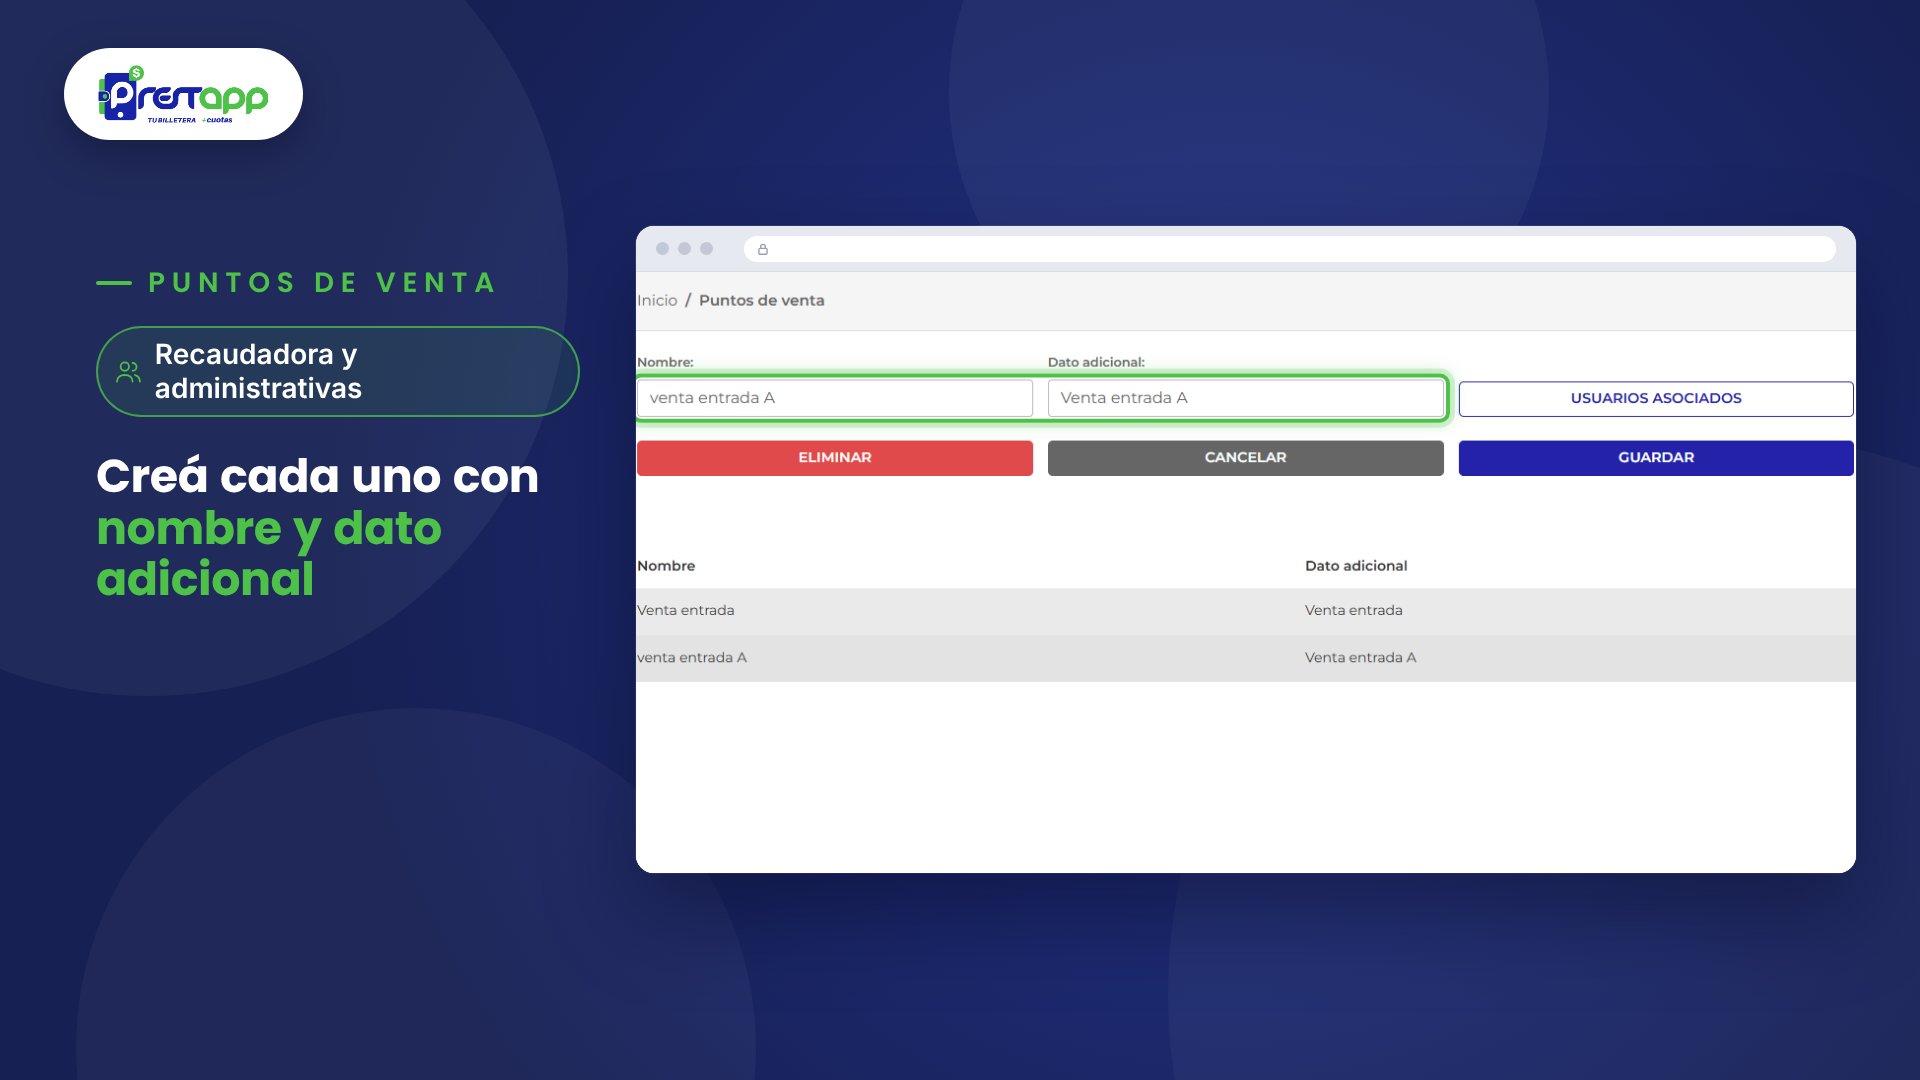 $
Prestapp
TU BILLETERA +cuotas
PUNTOS DE VENTA
Recaudadora y
administrativas
Creá cada uno con
nombre y dato
adicional
Inicio / Puntos de venta
Nombre: Dato adicional:
venta entrada A Venta entrada A USUARIOS ASOCIADOS
ELIMINAR CANCELAR GUARDAR
Nombre Dato adicional
Venta entrada Venta entrada
venta entrada A Venta entrada A